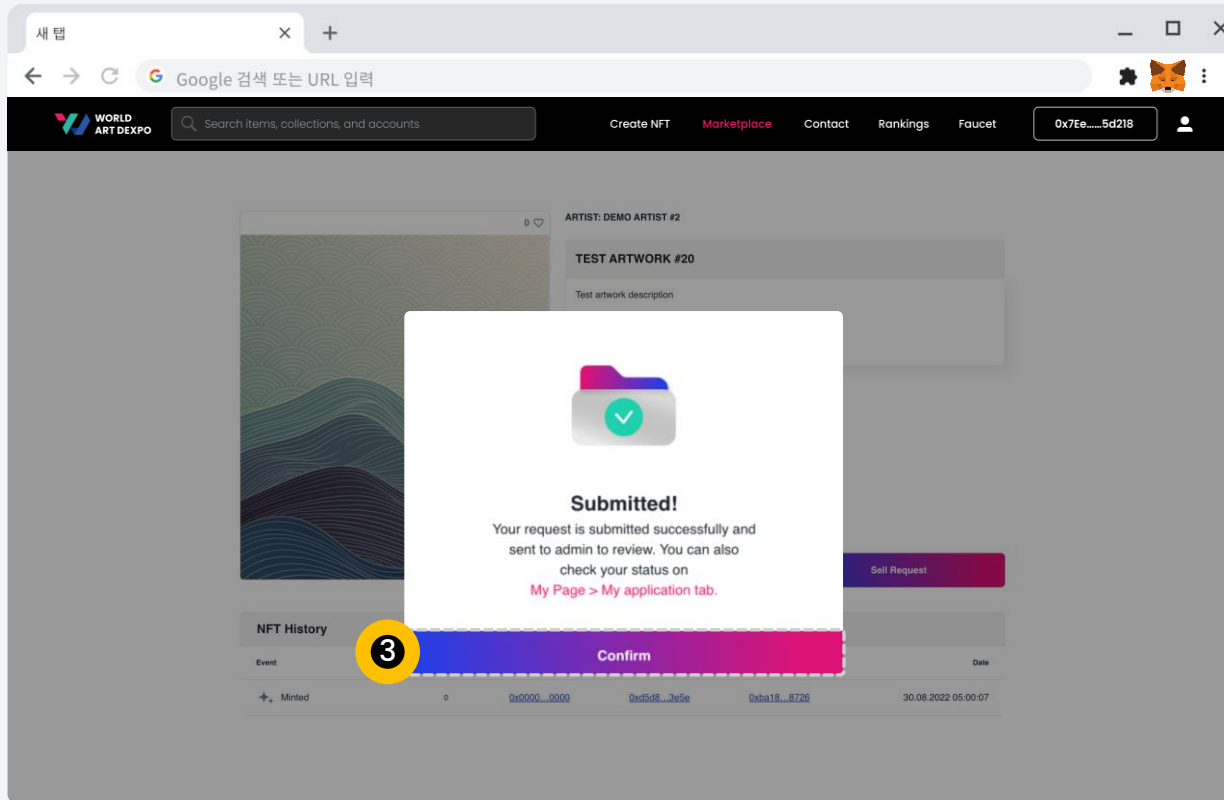 새 탭
Google 검색 또는 URL 입력
WORLD
ART DEXPO
Search items, collections, and accounts
Create NFT
Marketplace
Contact
Rankings
Faucet
0x7Ee......5d218
0
ARTIST: DEMO ARTIST #2
TEST ARTWORK #20
Test artwork description
Submitted!
Your request is submitted successfully and
sent to admin to review. You can also
check your status on
My Page > My application tab.
Sell Request
3
Confirm
NFT History
Event
Date
Minted
0
0x0000...0000
0xd5d8...3e5e
0xba18...8726
30.08.2022 05:00:07